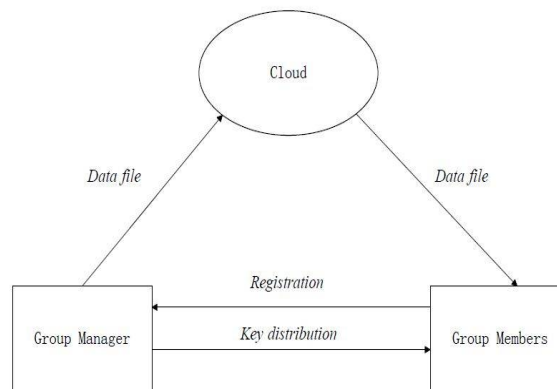 Cloud
Data file
Data file
Registration
Group Manager
Key distribution
Group Members